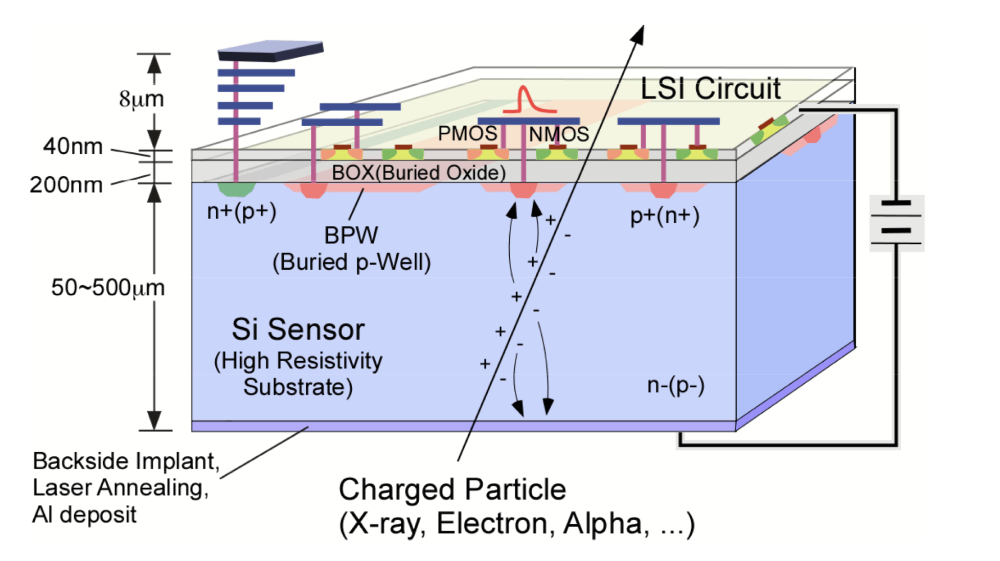 LSI Circuit
8μm
PMOS
NMOS
40nm
BOX(Buried Oxide)
200nm
n+(p+)
p+(n+)
BPW
(Buried p-Well)
+
-
+
-
50~500μm
+
-
Si Sensor
(High Resistivity
Substrate)
+
-
+
-
n-(p-)
Backside Implant,
Laser Annealing,
Al deposit
Charged Particle
(X-ray, Electron, Alpha, ...)